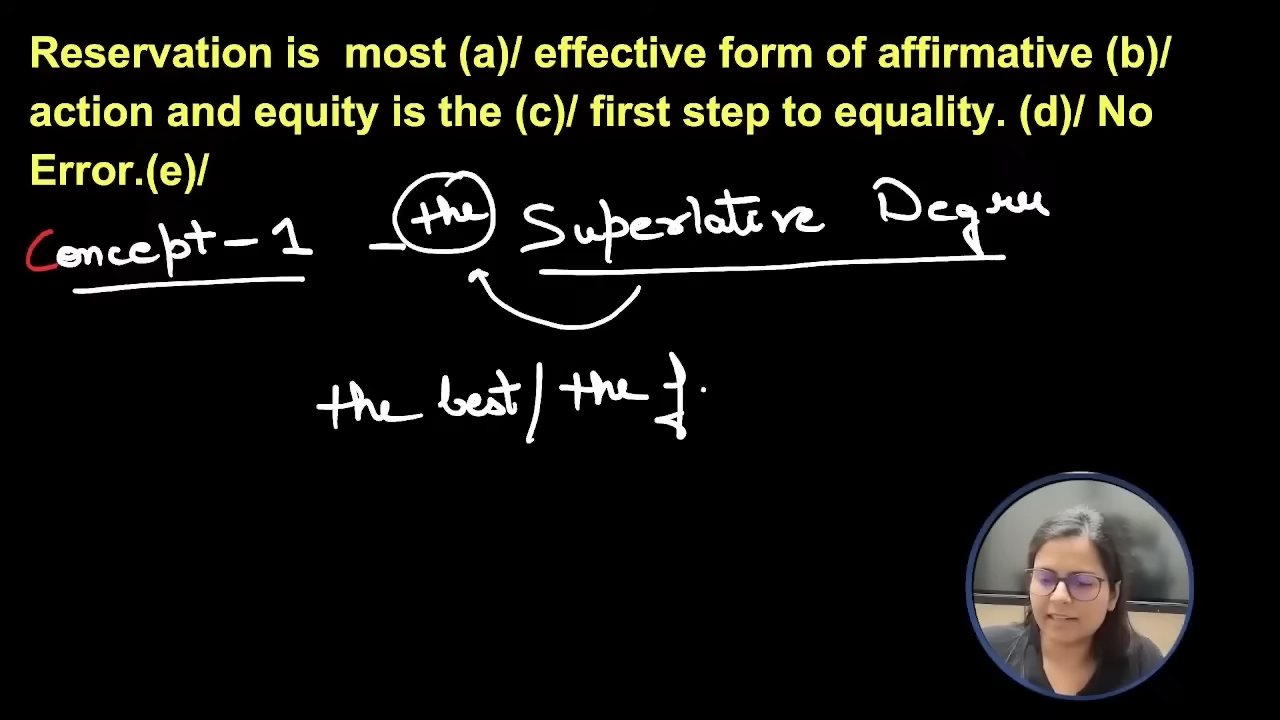 Reservation is  most (a)/ effective form of affirmative (b)/
action and equity is the (c)/ first step to equality. (d)/ No
Error.(e)/
Concept-1 - the Superlative Degree
the best/ the f